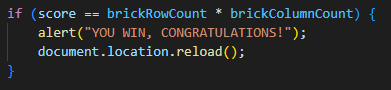 if (score == brickRowCount * brickColumnCount) {
    alert("YOU WIN, CONGRATULATIONS!");
    document.location.reload();
}